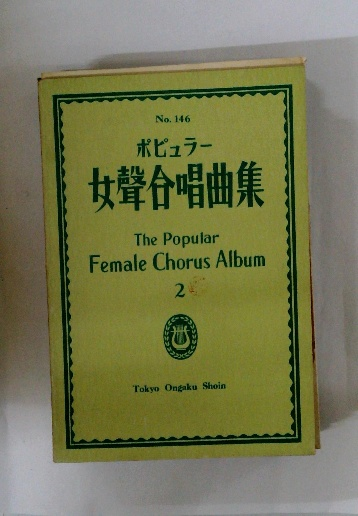 No. 146
ポピュラー
女聲合唱曲集
The Popular
Female Chorus Album
2
Tokyo Ongaku Shoin